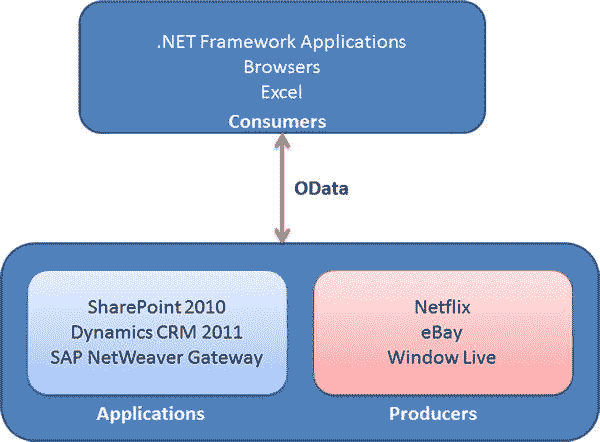 .NET Framework Applications
Browsers
Excel
Consumers
OData
SharePoint 2010
Dynamics CRM 2011
SAP NetWeaver Gateway
Applications
Netflix
eBay
Window Live
Producers